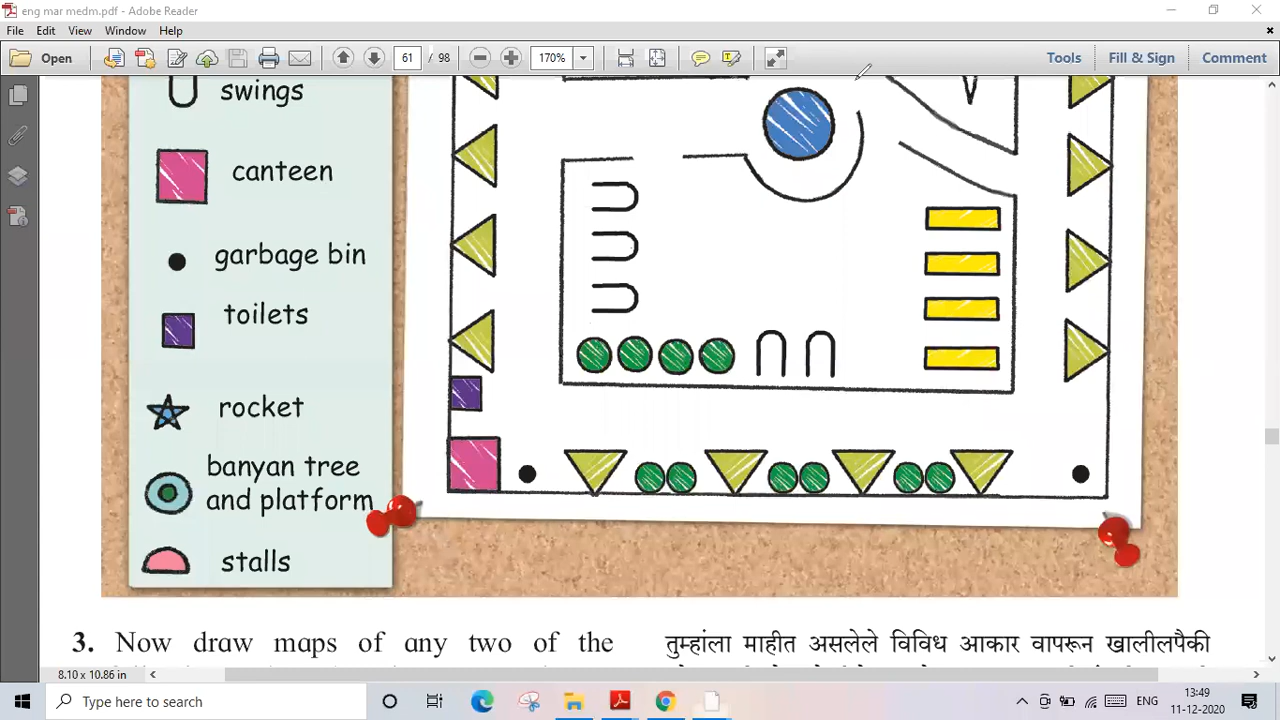 eng mar medm.pdf - Adobe Reader
File Edit View Window Help
Open 61 / 98 170% Tools Fill & Sign Comment
swings
canteen
garbage bin
toilets
rocket
banyan tree
and platform
stalls
3. Now draw maps of any two of the
तुम्हांला माहीत असलेले विविध आकार वापरून खालीलपैकी
8.10 x 10.86 in
Type here to search
ENG
13:49
11-12-2020